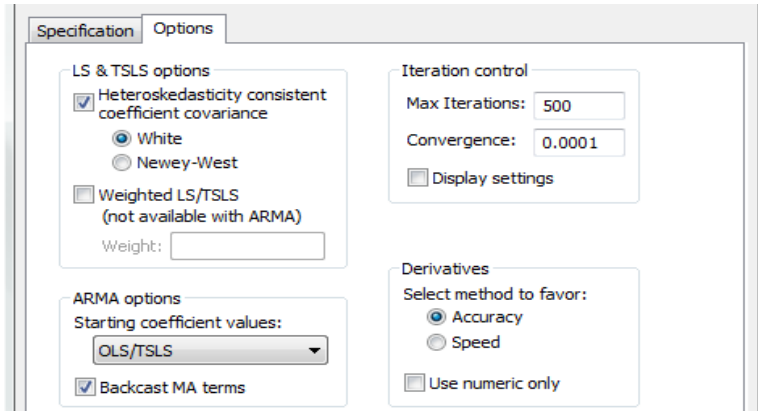 Specification
Options
LS & TSLS options
Heteroskedasticity consistent
coefficient covariance
White
Newey-West
Weighted LS/TSLS
(not available with ARMA)
Weight:
ARMA options
Starting coefficient values:
OLS/TSLS
Backcast MA terms
Iteration control
Max Iterations: 500
Convergence: 0.0001
Display settings
Derivatives
Select method to favor:
Accuracy
Speed
Use numeric only